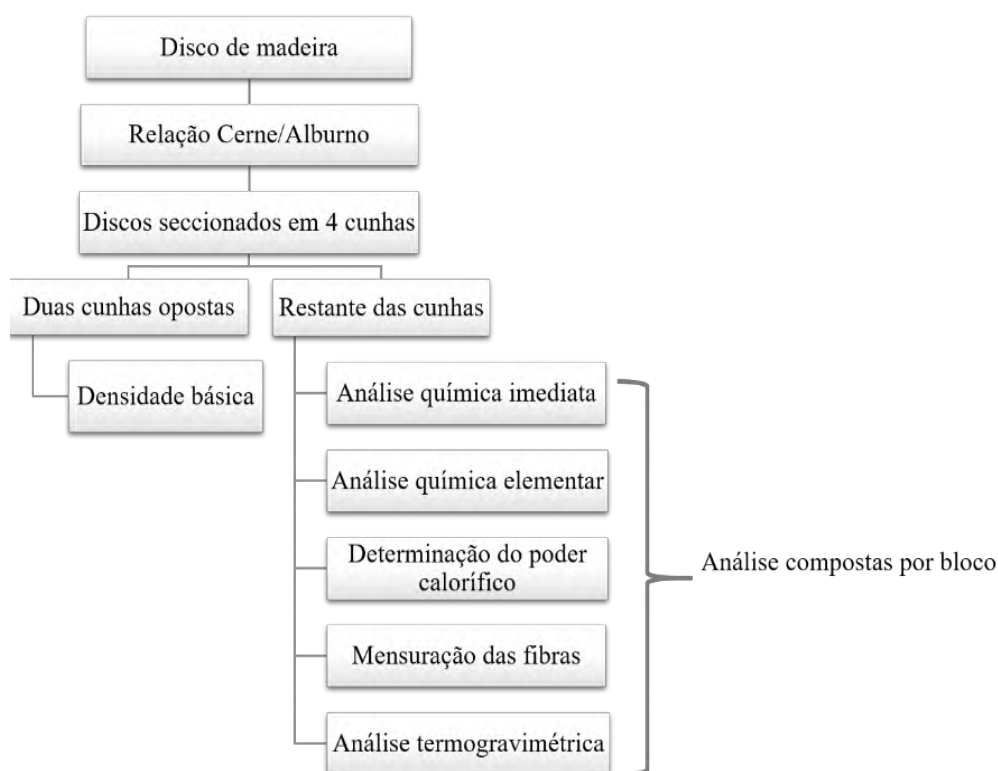 Disco de madeira
Relação Cerne/Alburno
Discos seccionados em 4 cunhas
Duas cunhas opostas
Restante das cunhas
Densidade básica
Análise química imediata
Análise química elementar
Determinação do poder
calorífico
Mensuração das fibras
Análise termogravimétrica
Análise compostas por bloco